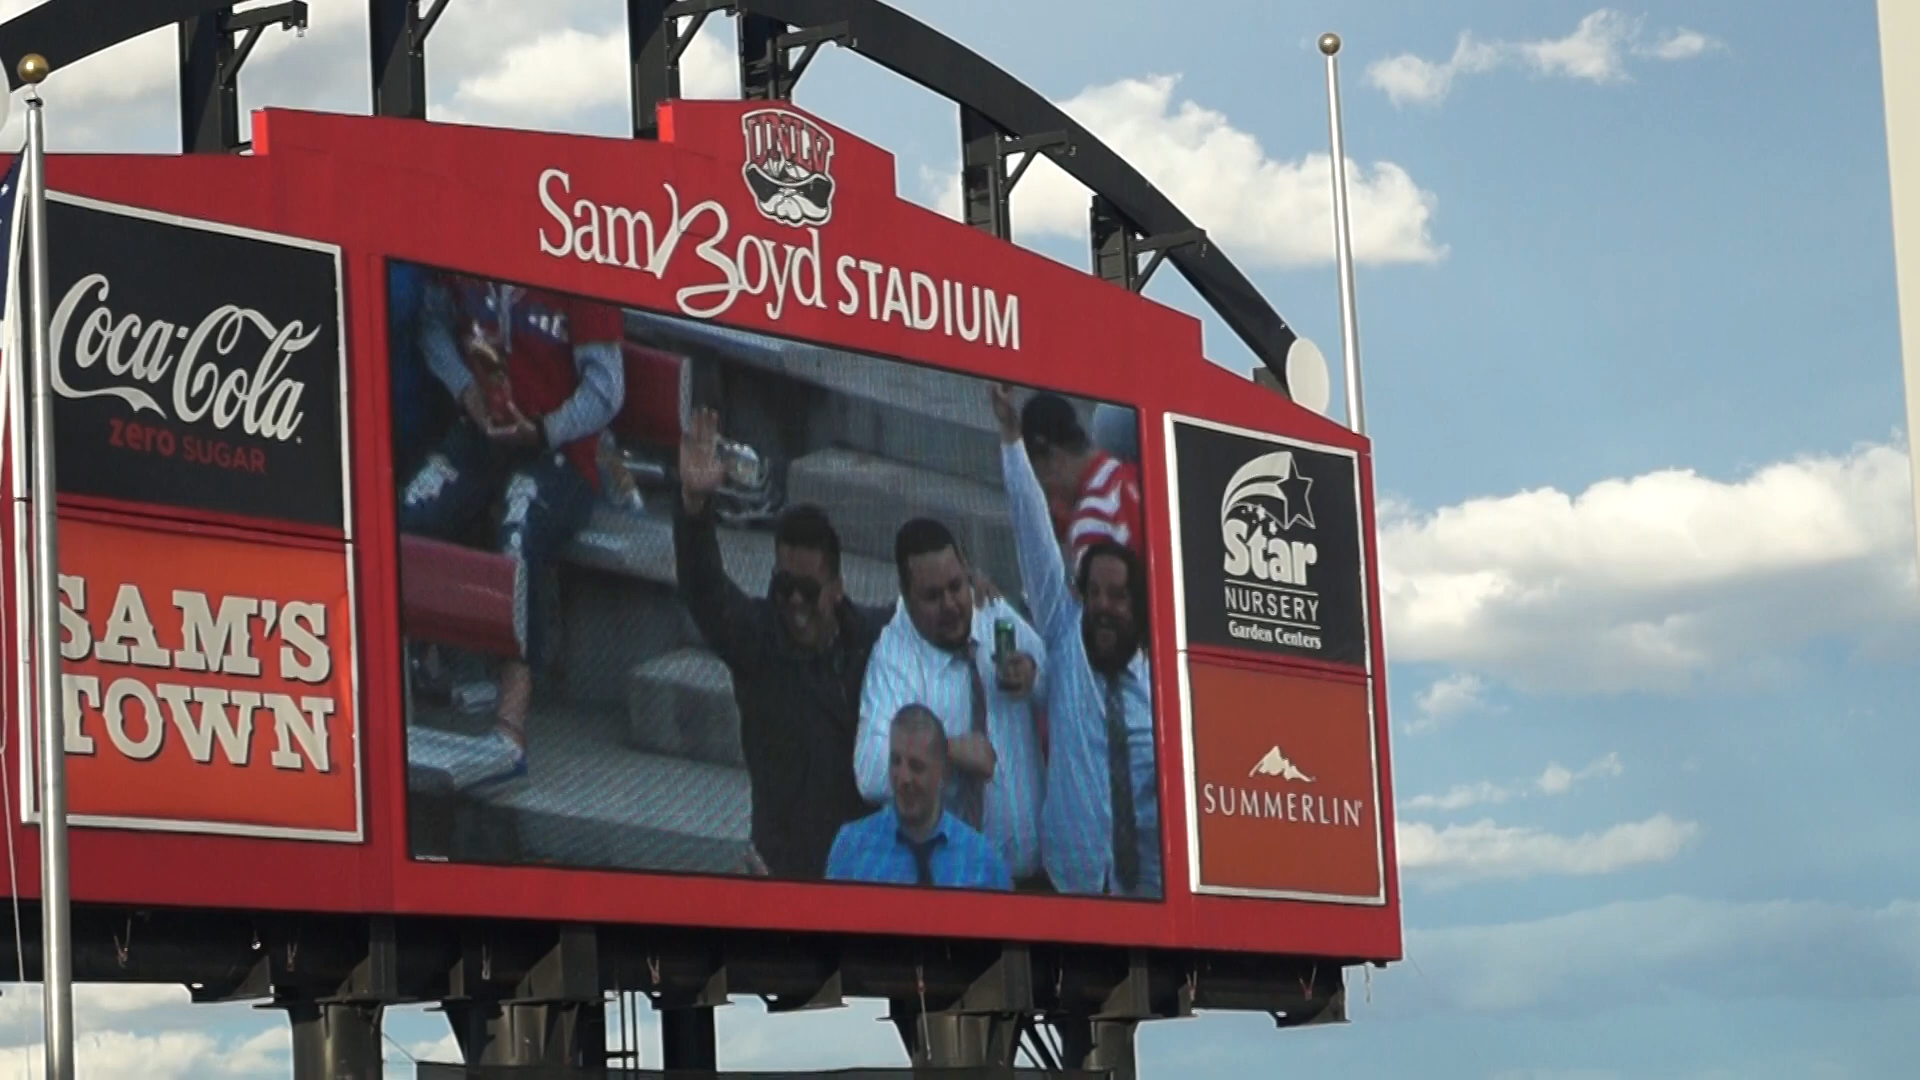 UNLV
Sam Boyd STADIUM
Coca-Cola
zero SUGAR
SAM'S
TOWN
Star
NURSERY
Garden Centers
SUMMERLIN